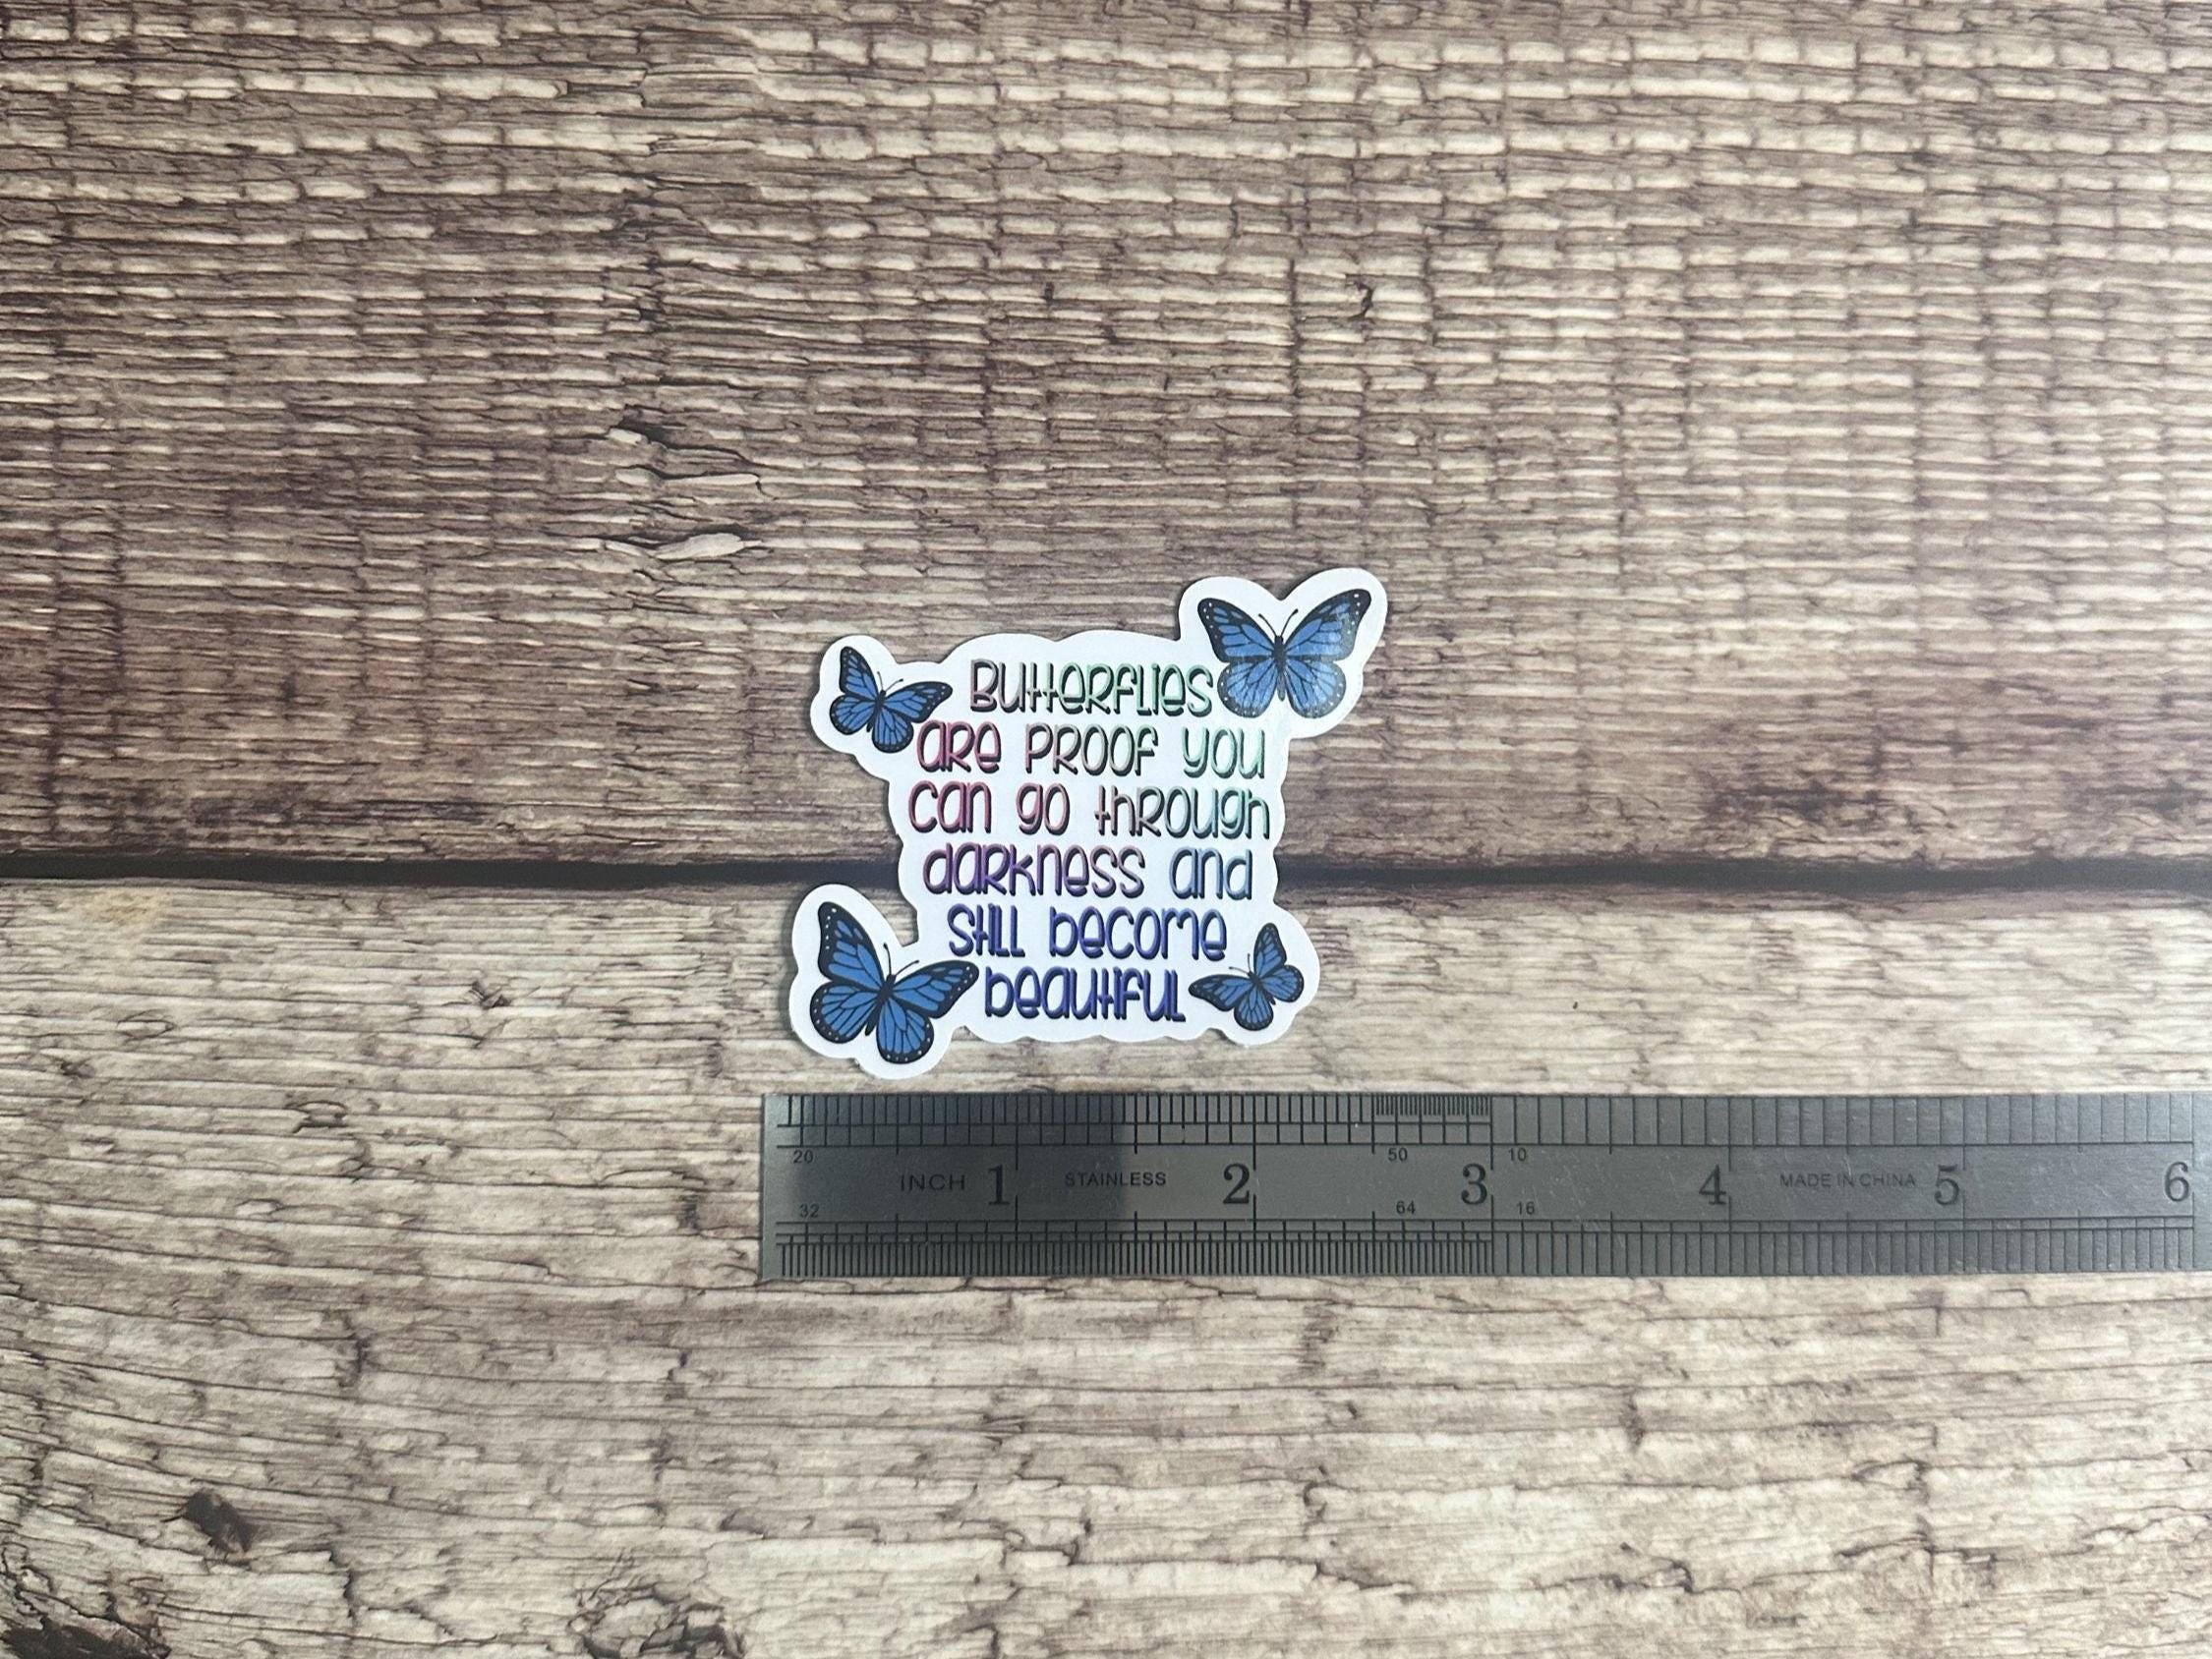 Butterflies
are proof you
can go through
darkness and
still become
beautiful
20 50 10
INCH 1 STAINLESS 2 3 4 MADE IN CHINA 5 6
32 64 16